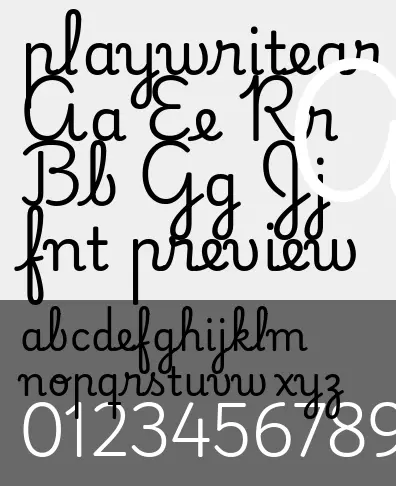 playwritear
Aa Ee Rr
Bb Gg Jj
fnt preview
abcdefghijklm
nopqrstuvwxyz
0123456789